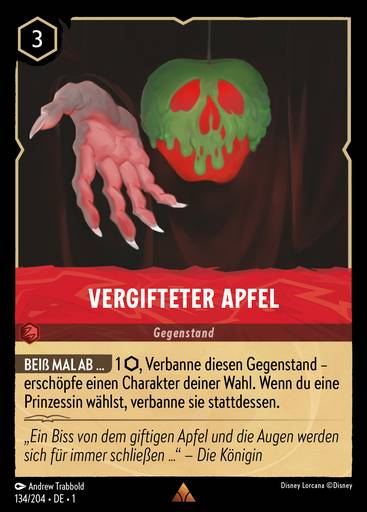 3
VERGIFTETER APFEL
Gegenstand
BEIẞ MAL AB ... 1⬡, Verbanne diesen Gegenstand –
erschöpfe einen Charakter deiner Wahl. Wenn du eine
Prinzessin wählst, verbanne sie stattdessen.
„Ein Biss von dem giftigen Apfel und die Augen werden
sich für immer schließen ...“ – Die Königin
Andrew Trabbold
Disney Lorcana ©Disney
134/204 • DE • 1